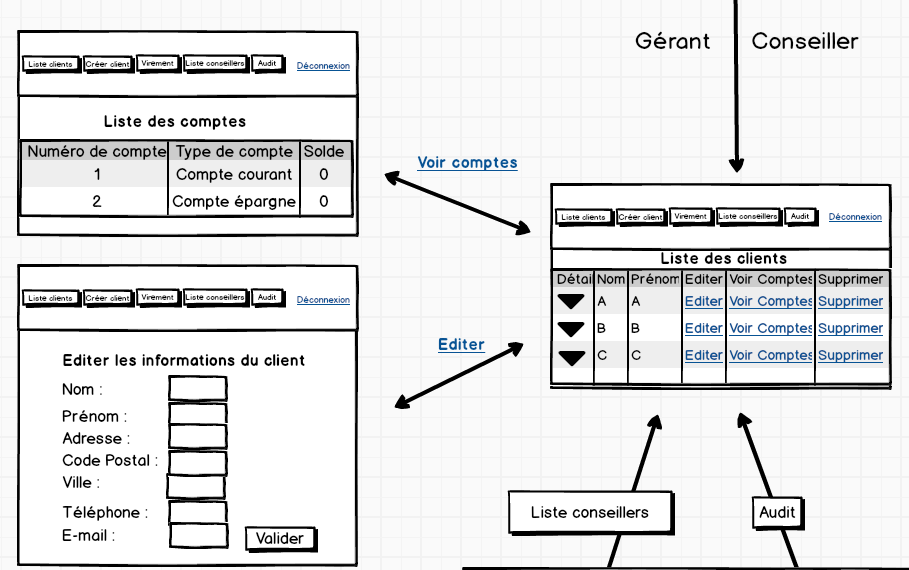 Gérant
Conseiller
Liste clients Créer client Virement Liste conseillers Audit Déconnexion
Liste des comptes
Numéro de compte Type de compte Solde
1 Compte courant 0
2 Compte épargne 0
Voir comptes
Liste clients Créer client Virement Liste conseillers Audit Déconnexion
Liste des clients
Détai Nom Prénom Editer Voir Comptes Supprimer
A A Editer Voir Comptes Supprimer
B B Editer Voir Comptes Supprimer
C C Editer Voir Comptes Supprimer
Liste clients Créer client Virement Liste conseillers Audit Déconnexion
Editer les informations du client
Nom :
Prénom :
Adresse :
Code Postal :
Ville :
Téléphone :
E-mail :
Valider
Editer
Liste conseillers
Audit